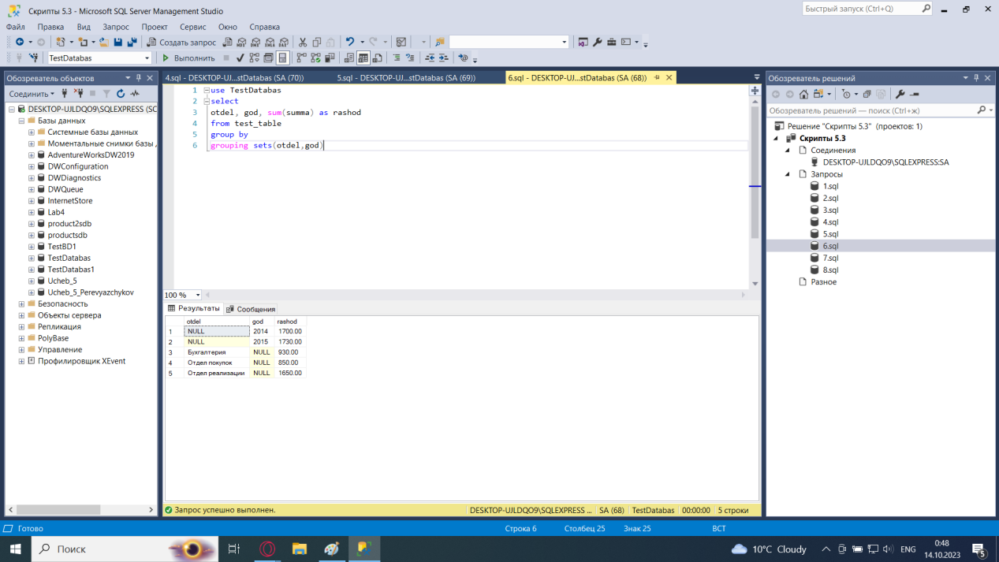 Скрипты 5.3 - Microsoft SQL Server Management Studio
Быстрый запуск (Ctrl+Q)
Файл Правка Вид Запрос Проект Сервис Окно Справка
Создать запрос
TestDatabas Выполнить
Обозреватель объектов
Соединить
DESKTOP-UJLDQO9\SQLEXPRESS (SC
Базы данных
Системные базы данных
Моментальные снимки базы
AdventureWorksDW2019
DWConfiguration
DWDiagnostics
DWQueue
InternetStore
Lab4
product2sdb
productsdb
TestBD1
TestDatabas
TestDatabas1
Ucheb_5
Ucheb_5_Perevyazchykov
Безопасность
Объекты сервера
Репликация
PolyBase
Управление
Профилировщик XEvent
4.sql - DESKTOP-UJ...stDatabas (SA (70)) 5.sql - DESKTOP-UJ...stDatabas (SA (69)) 6.sql - DESKTOP-UJ...stDatabas (SA (68))
1 use TestDatabas
2 select
3 otdel, god, sum(summa) as rashod
4 from test_table
5 group by
6 grouping sets(otdel,god)
100 %
Результаты Сообщения
otdel god rashod
1 NULL 2014 1700.00
2 NULL 2015 1730.00
3 Бухгалтерия NULL 930.00
4 Отдел покупок NULL 850.00
5 Отдел реализации NULL 1650.00
Запрос успешно выполнен. DESKTOP-UJLDQO9\SQLEXPRESS ... SA (68) TestDatabas 00:00:00 5 строки
Обозреватель решений
Обозреватель решений — поиск (Ctrl+ж)
Решение "Скрипты 5.3" (проектов: 1)
Скрипты 5.3
Соединения
DESKTOP-UJLDQO9\SQLEXPRESS:SA
Запросы
1.sql
2.sql
3.sql
4.sql
5.sql
6.sql
7.sql
8.sql
Разное
Готово Строка 6 Столбец 25 Знак 25 ВСТ
Поиск
10°C Cloudy
ENG
0:48
14.10.2023
5